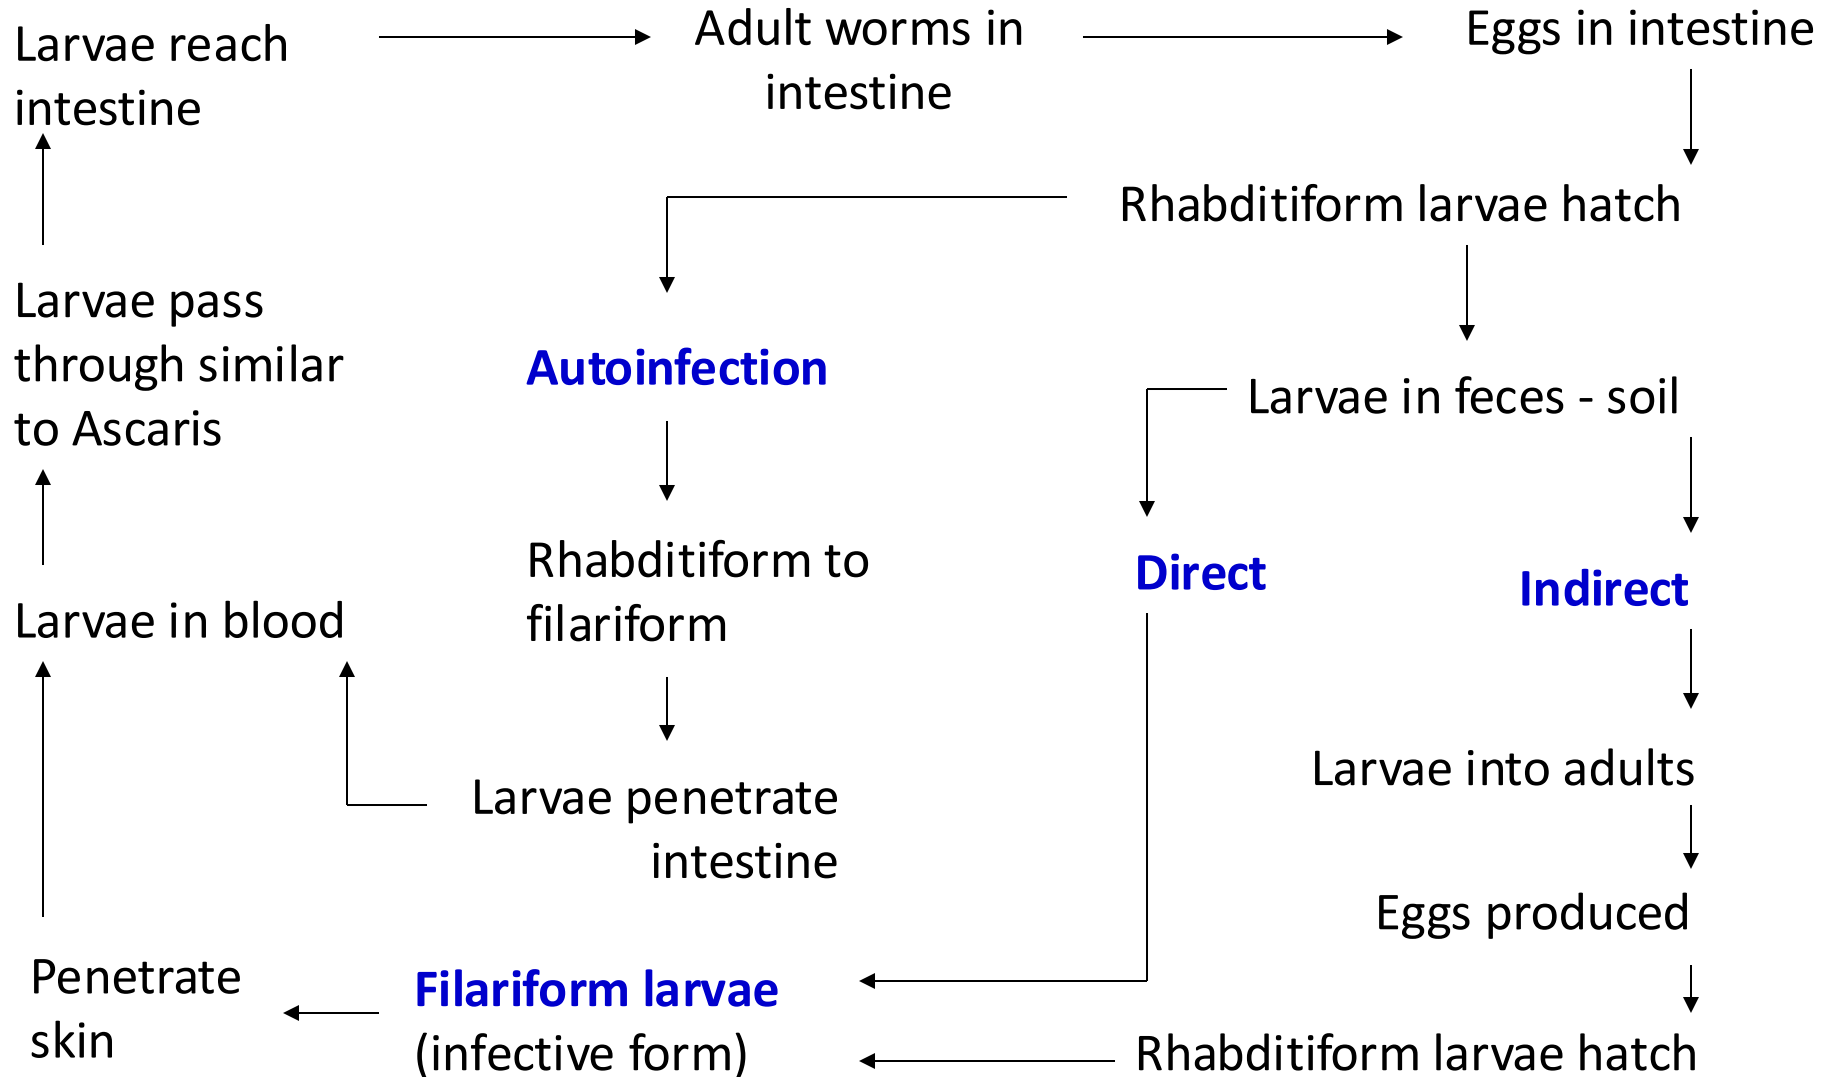 Larvae reach
intestine
Adult worms in
intestine
Eggs in intestine
Rhabditiform larvae hatch
Larvae pass
through similar
to Ascaris
Autoinfection
Larvae in feces - soil
Rhabditiform to
filariform
Direct
Indirect
Larvae in blood
Larvae into adults
Larvae penetrate
intestine
Eggs produced
Penetrate
skin
Filariform larvae
(infective form)
Rhabditiform larvae hatch